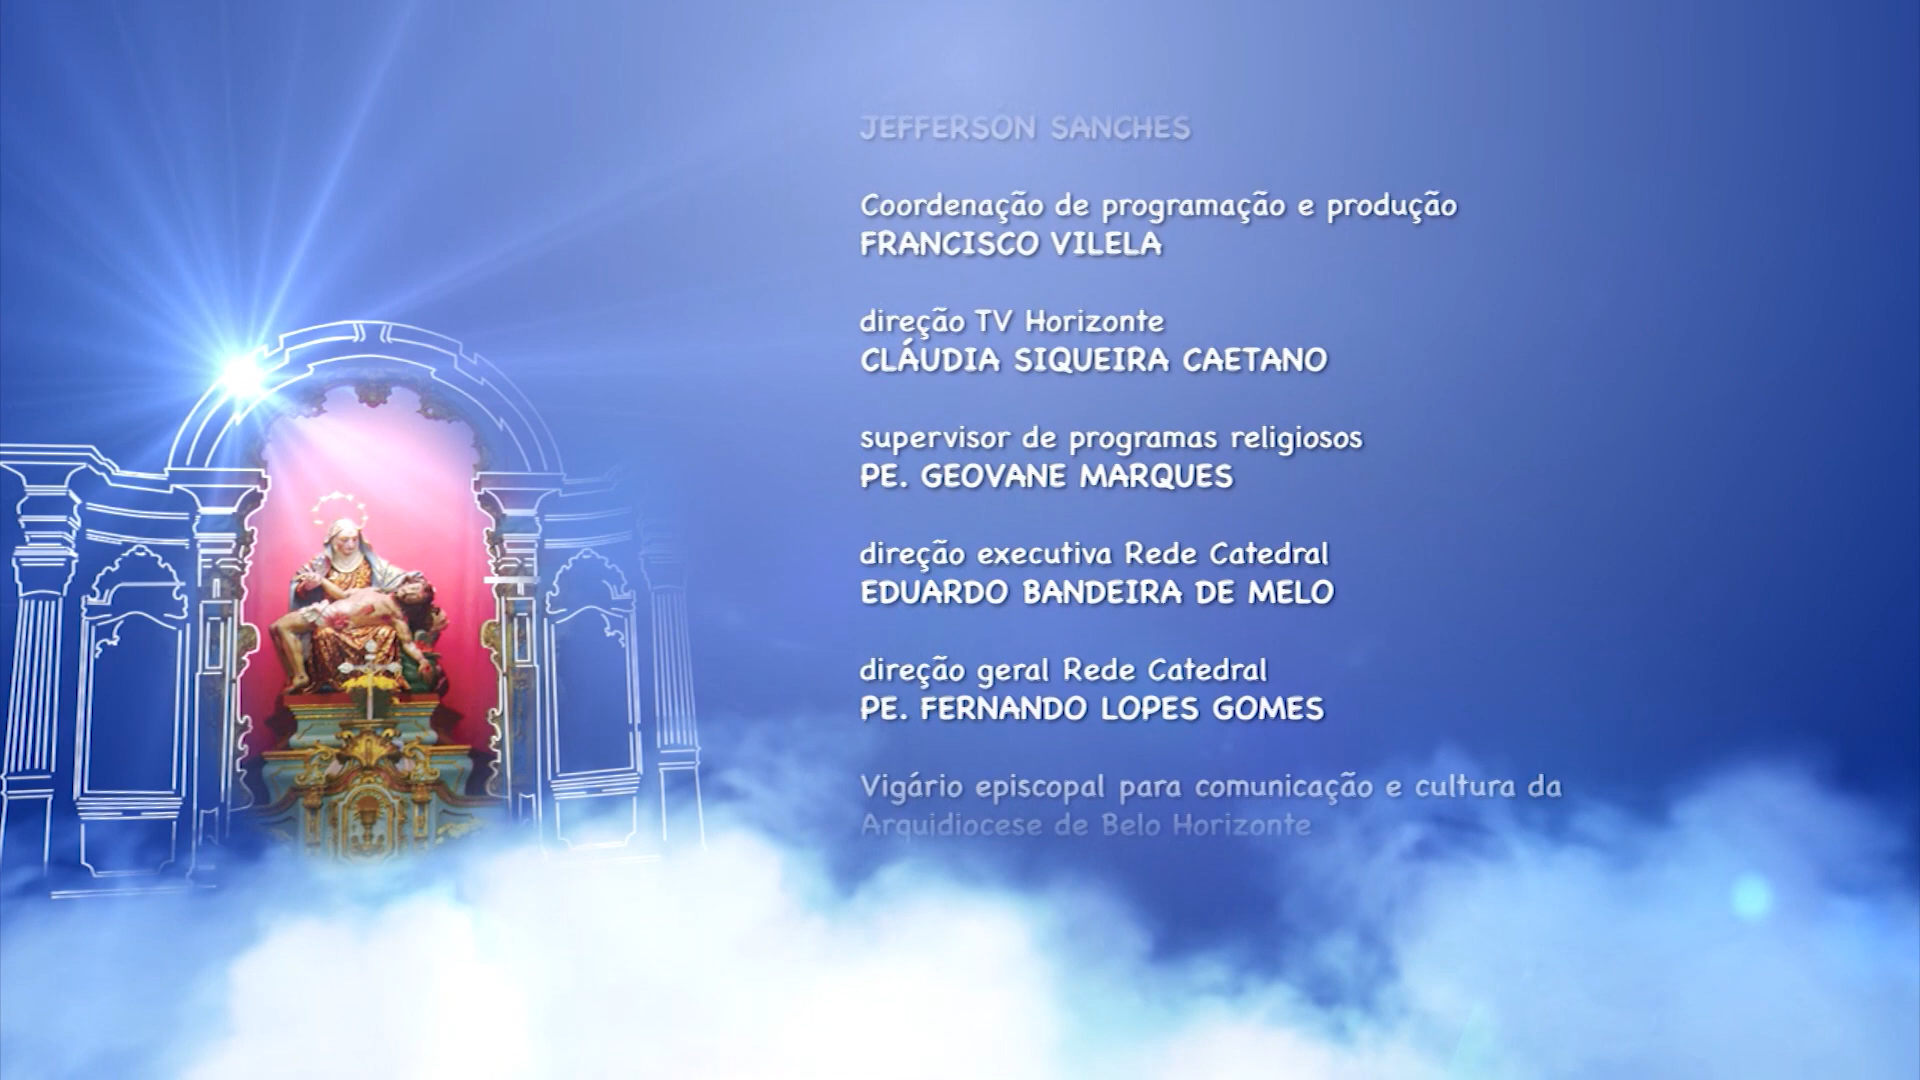 JEFFERSON SANCHES
Coordenação de programação e produção
FRANCISCO VILELA
direção TV Horizonte
CLÁUDIA SIQUEIRA CAETANO
supervisor de programas religiosos
PE. GEOVANE MARQUES
direção executiva Rede Catedral
EDUARDO BANDEIRA DE MELO
direção geral Rede Catedral
PE. FERNANDO LOPES GOMES
Vigário episcopal para comunicação e cultura da
Arquidiocese de Belo Horizonte